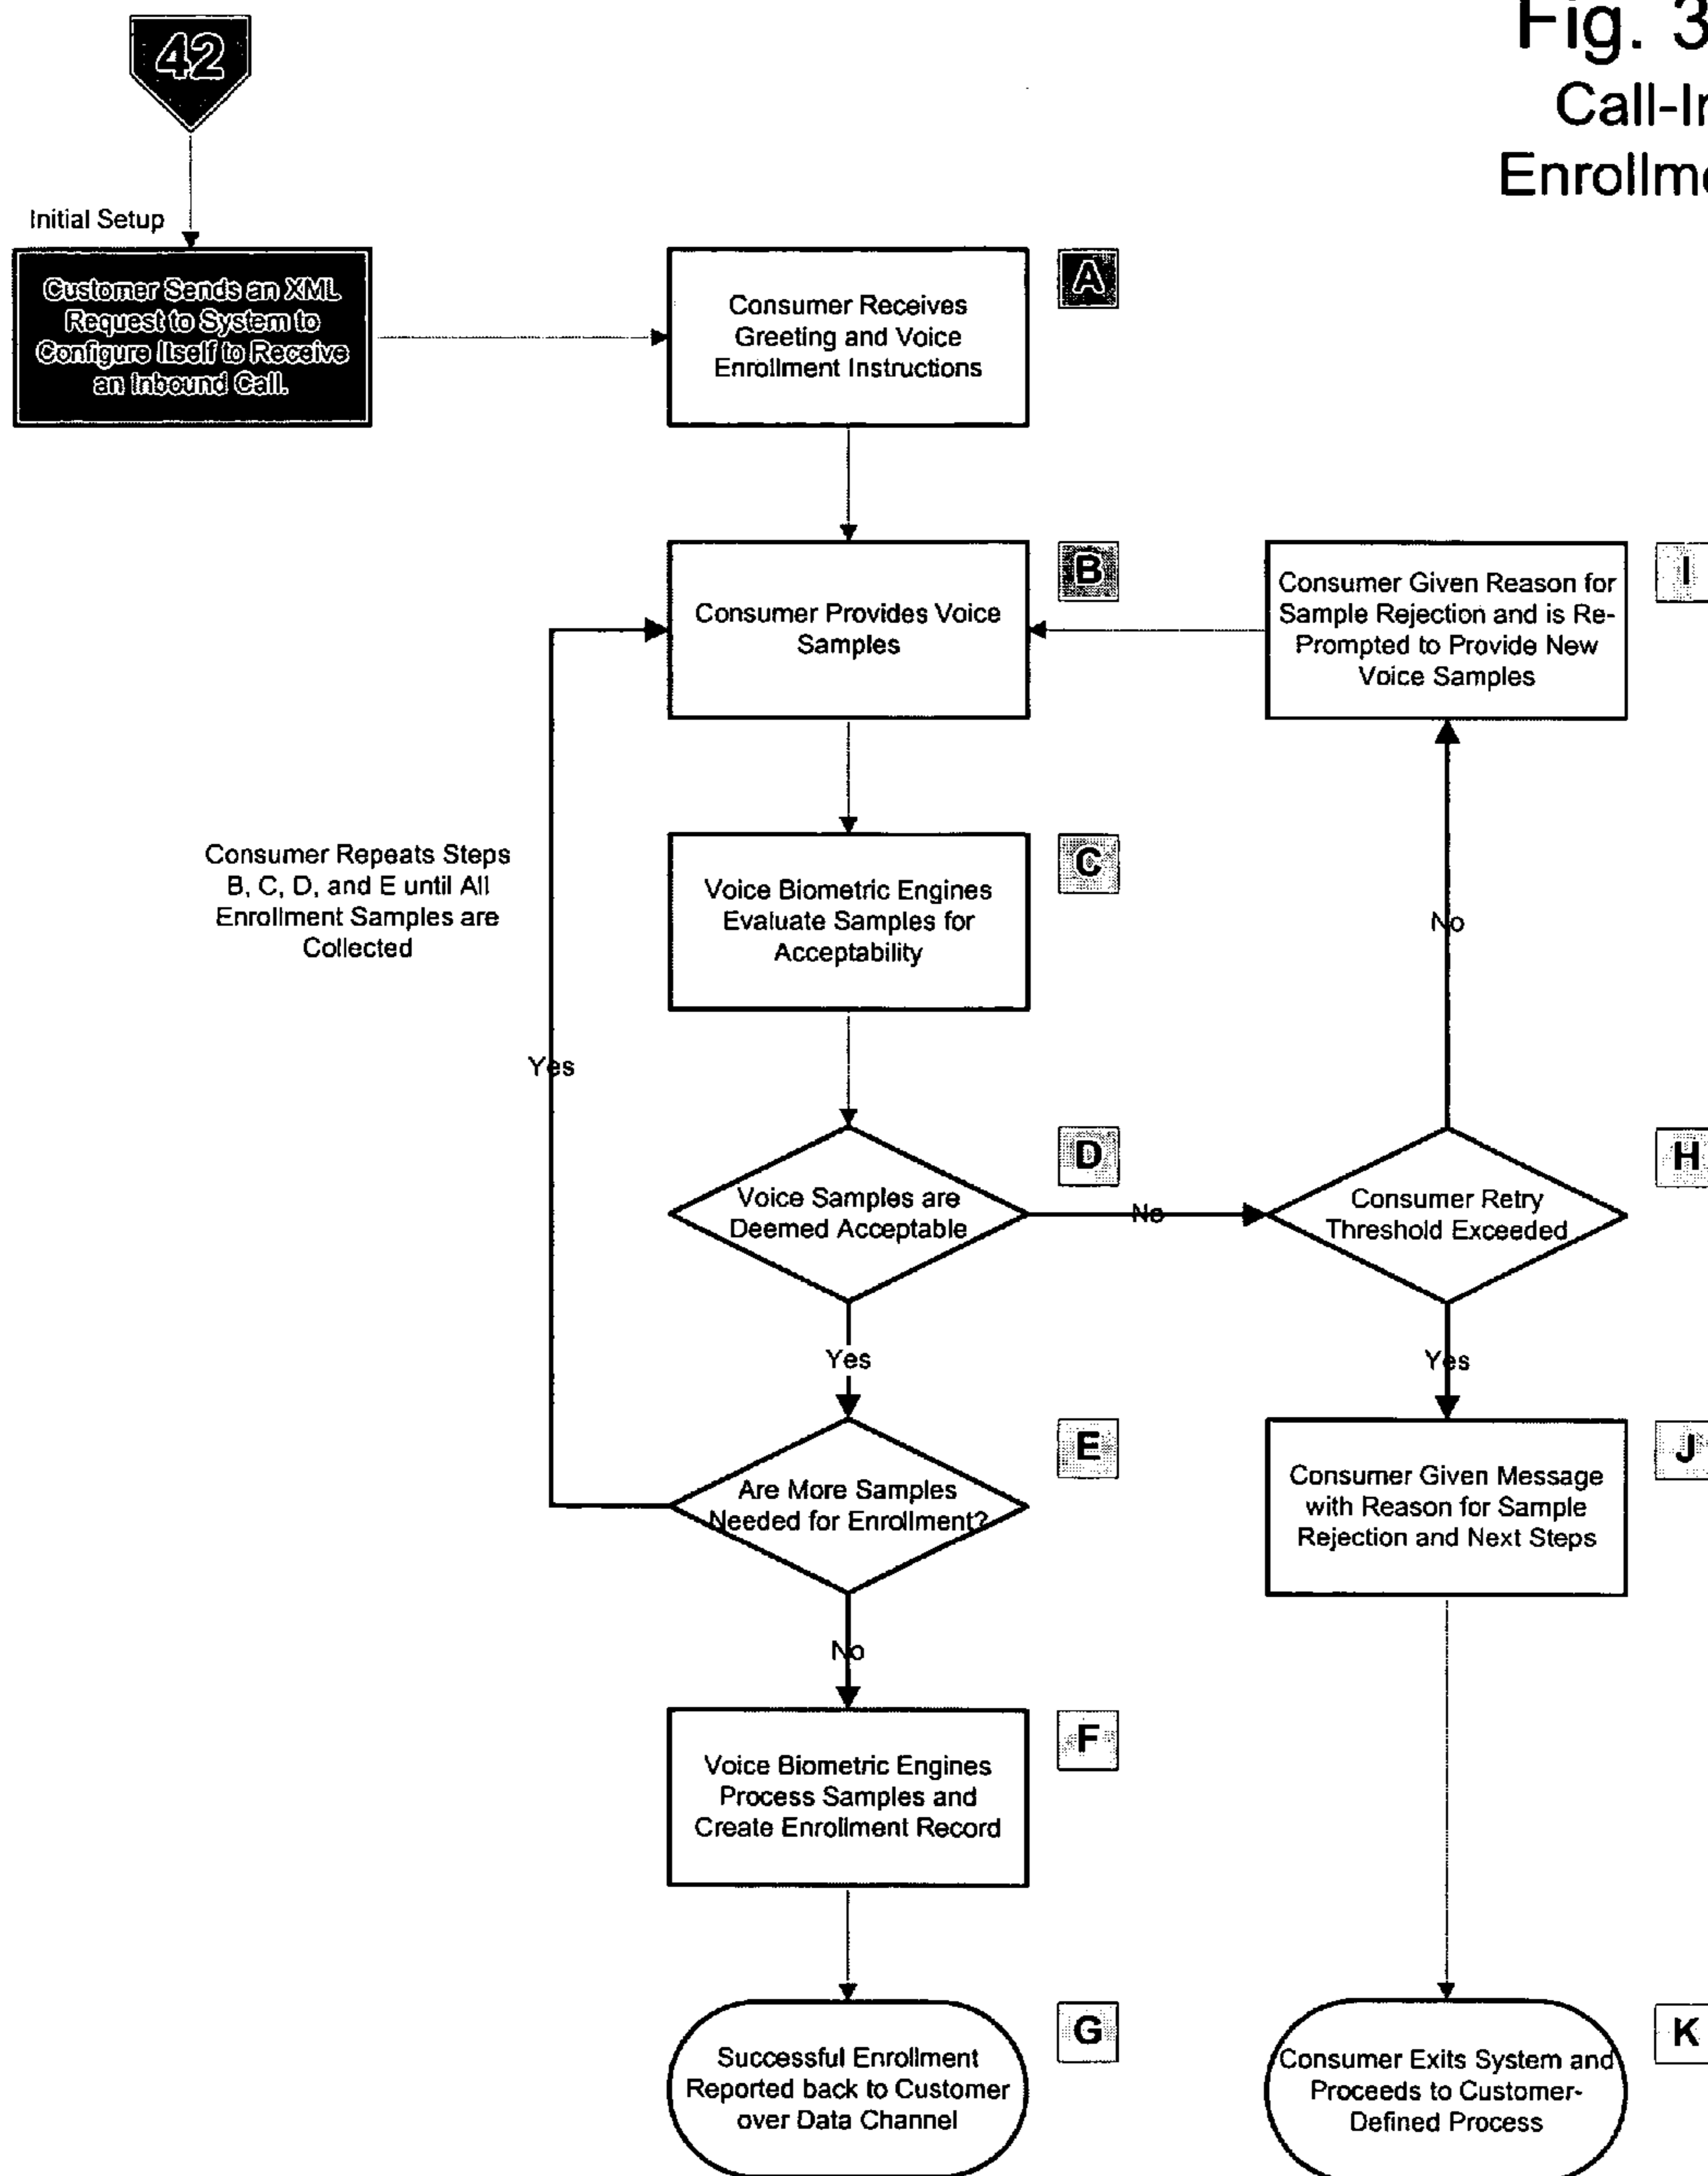 42
Fig. 3
Call-In
Enrollme
Initial Setup
Customer Sends an XML
Request to System to
Configure Itself to Receive
an Inbound Call.
Consumer Receives
Greeting and Voice
Enrollment Instructions
A
Consumer Provides Voice
Samples
B
Consumer Given Reason for
Sample Rejection and is Re-
Prompted to Provide New
Voice Samples
I
Consumer Repeats Steps
B, C, D, and E until All
Enrollment Samples are
Collected
Voice Biometric Engines
Evaluate Samples for
Acceptability
C
No
Yes
Voice Samples are
Deemed Acceptable
D
No
Consumer Retry
Threshold Exceeded
H
Yes
Yes
Are More Samples
Needed for Enrollment?
E
Consumer Given Message
with Reason for Sample
Rejection and Next Steps
J
No
Voice Biometric Engines
Process Samples and
Create Enrollment Record
F
Successful Enrollment
Reported back to Customer
over Data Channel
G
Consumer Exits System and
Proceeds to Customer-
Defined Process
K